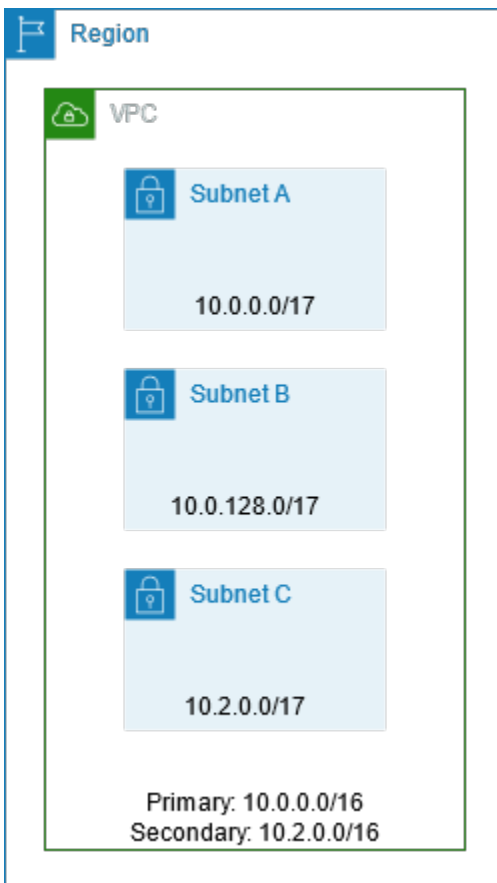 Region
VPC
Subnet A
10.0.0.0/17
Subnet B
10.0.128.0/17
Subnet C
10.2.0.0/17
Primary: 10.0.0.0/16
Secondary: 10.2.0.0/16